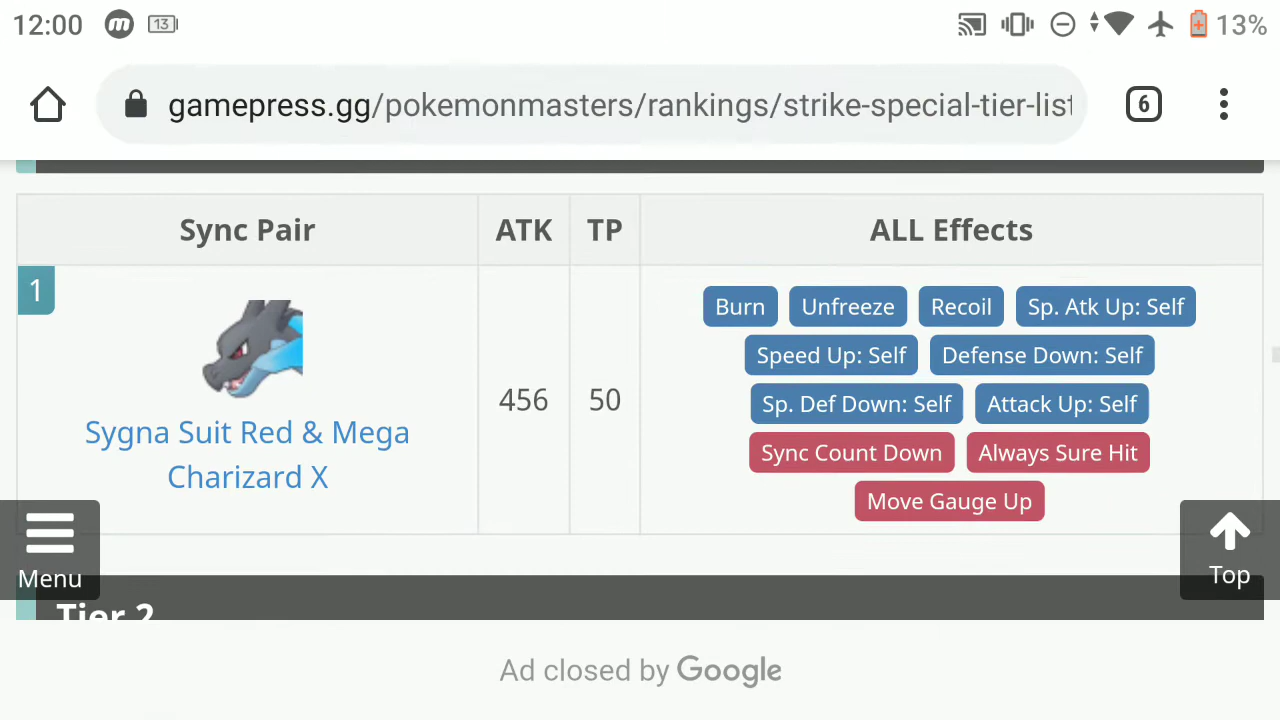 12:00 m 13 13%
gamepress.gg/pokemonmasters/rankings/strike-special-tier-list 6
Sync Pair ATK TP ALL Effects
1
Burn Unfreeze Recoil Sp. Atk Up: Self
Speed Up: Self Defense Down: Self
456 50 Sp. Def Down: Self Attack Up: Self
Sygna Suit Red & Mega
Charizard X
Sync Count Down Always Sure Hit
Move Gauge Up
Menu Top
Tier 2
Ad closed by Google